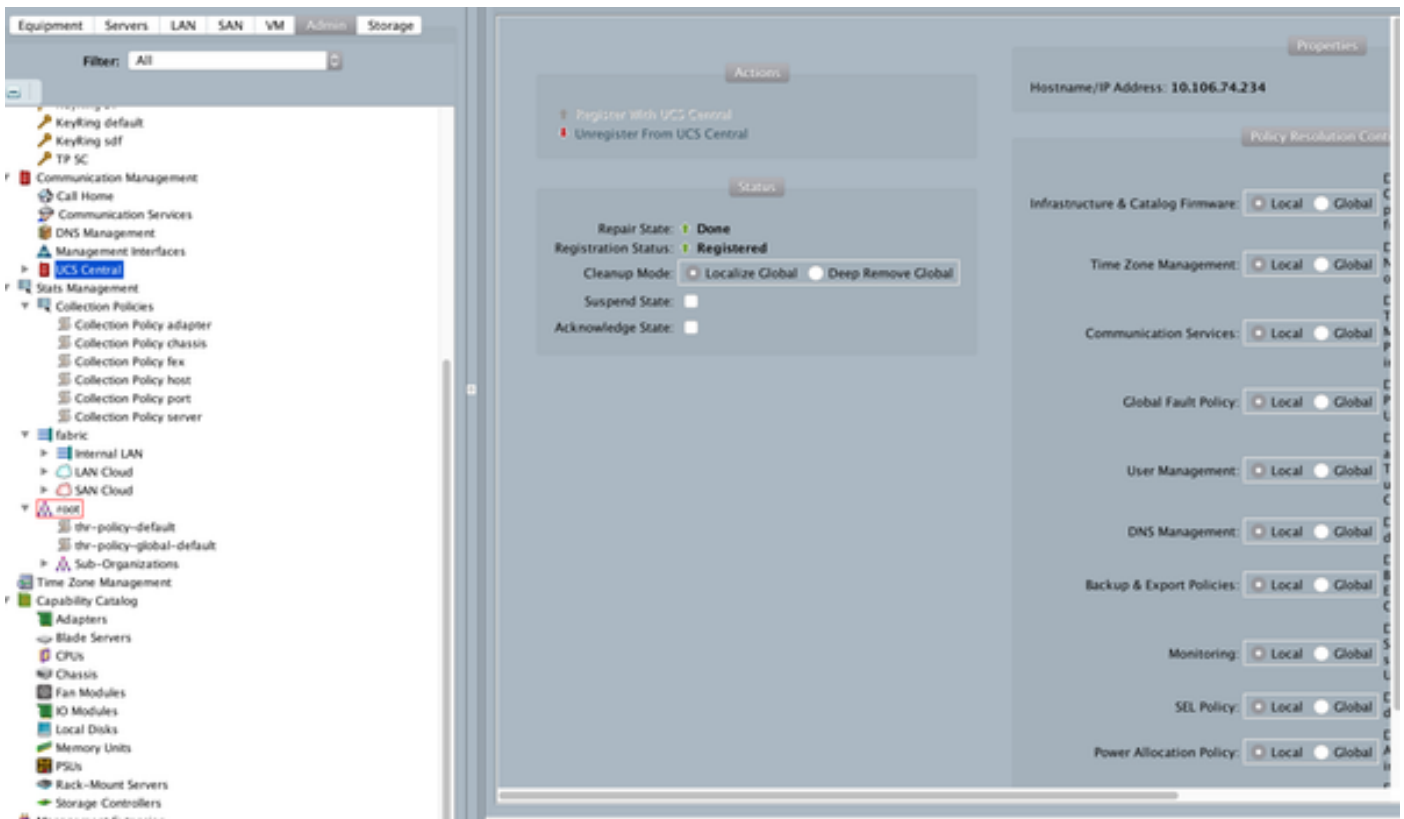 Equipment Servers LAN SAN VM Admin Storage
Filter: All
KeyRing default
KeyRing sdf
TP SC
Communication Management
Call Home
Communication Services
DNS Management
Management Interfaces
UCS Central
Stats Management
Collection Policies
Collection Policy adapter
Collection Policy chassis
Collection Policy fex
Collection Policy host
Collection Policy port
Collection Policy server
fabric
Internal LAN
LAN Cloud
SAN Cloud
root
thr-policy-default
thr-policy-global-default
Sub-Organizations
Time Zone Management
Capability Catalog
Adapters
Blade Servers
CPUs
Chassis
Fan Modules
IO Modules
Local Disks
Memory Units
PSUs
Rack-Mount Servers
Storage Controllers
Actions
Register With UCS Central
Unregister From UCS Central
Status
Repair State: Done
Registration Status: Registered
Cleanup Mode: Localize Global Deep Remove Global
Suspend State:
Acknowledge State:
Properties
Hostname/IP Address: 10.106.74.234
Policy Resolution Cont
Infrastructure & Catalog Firmware: Local Global
Time Zone Management: Local Global
Communication Services: Local Global
Global Fault Policy: Local Global
User Management: Local Global
DNS Management: Local Global
Backup & Export Policies: Local Global
Monitoring: Local Global
SEL Policy: Local Global
Power Allocation Policy: Local Global